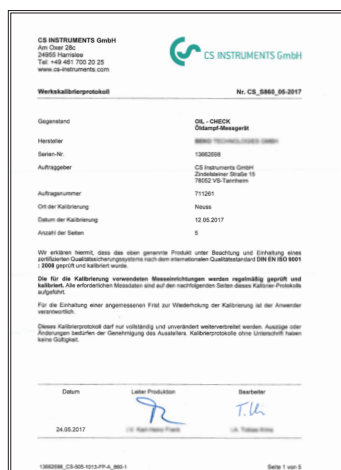 CS INSTRUMENTS GmbH
Am Oxer 28c
24955 Harrislee
Tel: +49 461 700 20 25
www.cs-instruments.com
CS INSTRUMENTS GmbH
Werkskalibrierprotokoll Nr. CS_S860_05-2017
Gegenstand OIL - CHECK
Öldampf-Messgerät
Hersteller
Serien-Nr. 13662698
Auftraggeber CS Instruments GmbH
Zindelsteiner Straße 15
78052 VS-Tannheim
Auftragsnummer 711261
Ort der Kalibrierung Neuss
Datum der Kalibrierung 12.05.2017
Anzahl der Seiten 5
Wir erklären hiermit, dass das oben genannte Produkt unter Beachtung und Einhaltung eines
zertifizierten Qualitätssicherungssystems nach dem internationalen Qualitätsstandard DIN EN ISO 9001
: 2008 geprüft und kalibriert wurde.
Die für die Kalibrierung verwendeten Messeinrichtungen werden regelmäßig geprüft und
kalibriert. Alle erforderlichen Messdaten sind auf den nachfolgenden Seiten dieses Kalibrier-Protokolls
aufgeführt.
Für die Einhaltung einer angemessenen Frist zur Wiederholung der Kalibrierung ist der Anwender
verantwortlich.
Dieses Kalibrierprotokoll darf nur vollständig und unverändert weiterverbreitet werden. Auszüge oder
Änderungen bedürfen der Genehmigung des Ausstellers. Kalibrierprotokolle ohne Unterschrift haben
keine Gültigkeit.
Datum Leiter Produktion Bearbeiter
24.05.2017
Seite 1 von 5